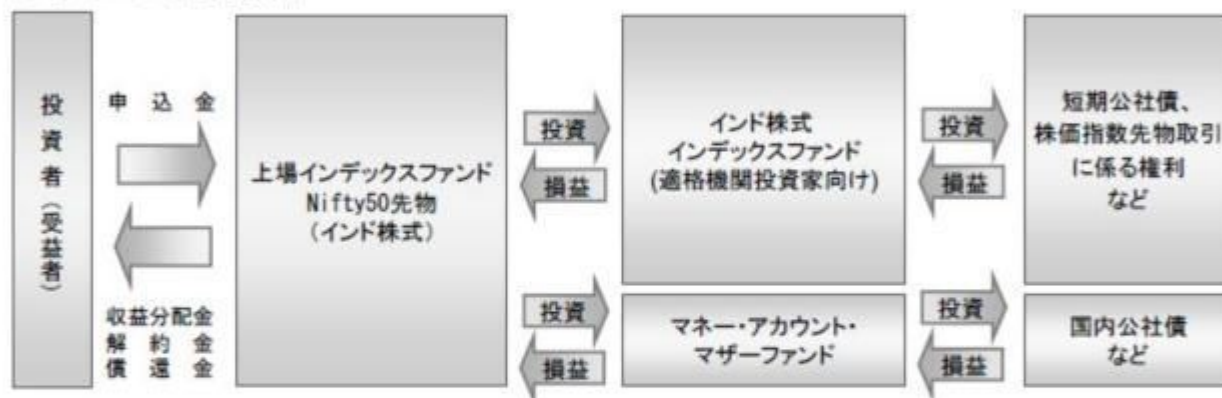 投資者（受益者）
申込金
収益分配金
解約金
償還金
上場インデックスファンド
Nifty50先物
（インド株式）
投資
損益
投資
損益
インド株式
インデックスファンド
(適格機関投資家向け)
マネー・アカウント・
マザーファンド
投資
損益
投資
損益
短期公社債、
株価指数先物取引
に係る権利
など
国内公社債
など